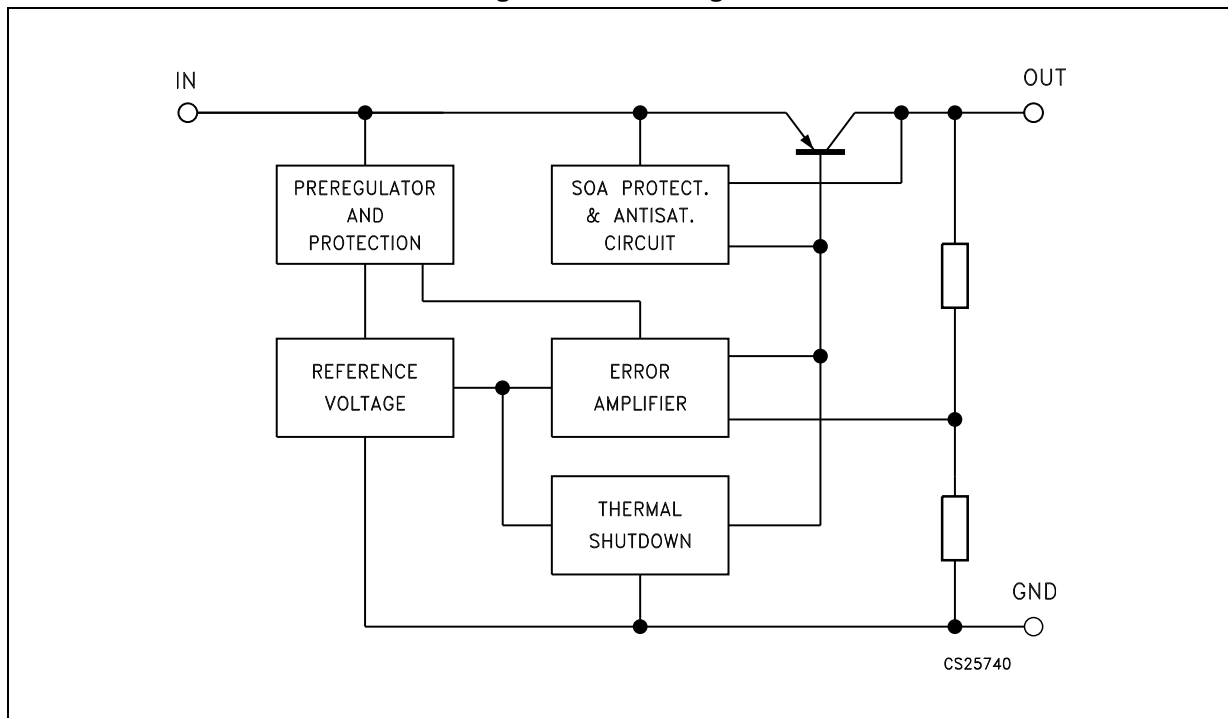 IN
OUT
PREREGULATOR
AND
PROTECTION
SOA PROTECT.
& ANTISAT.
CIRCUIT
REFERENCE
VOLTAGE
ERROR
AMPLIFIER
THERMAL
SHUTDOWN
GND
CS25740